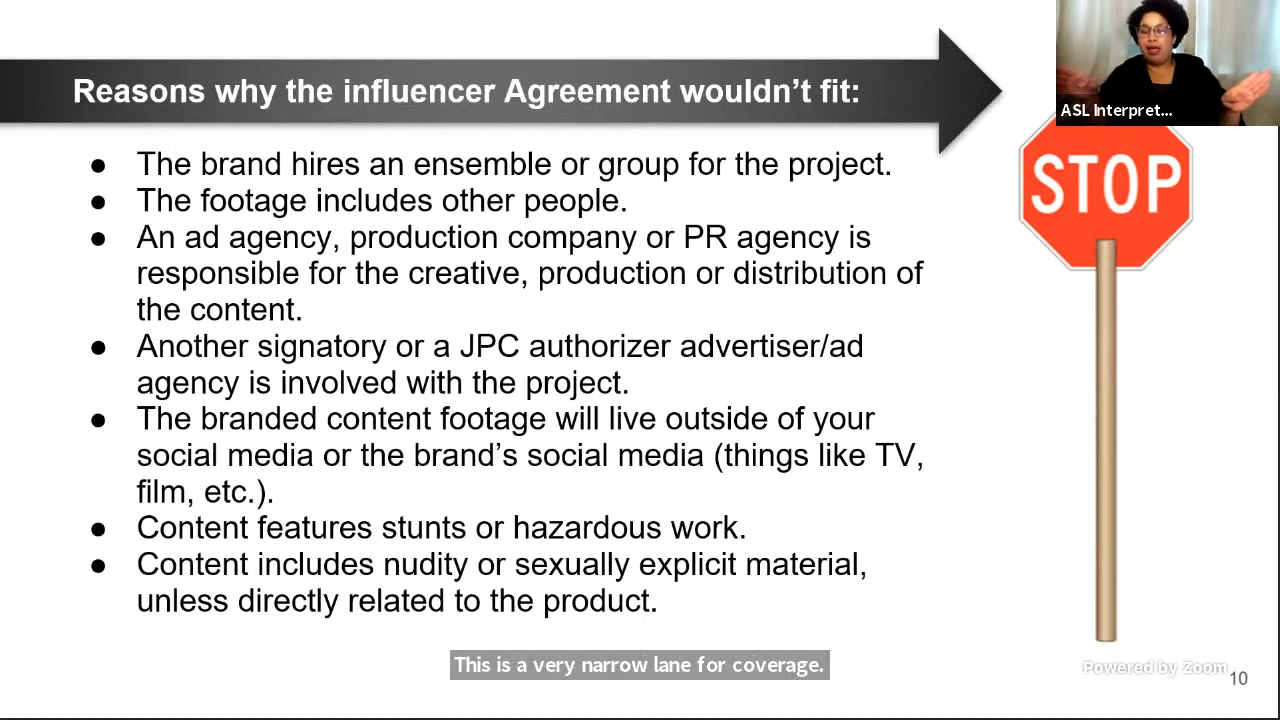 Reasons why the influencer Agreement wouldn't fit:
ASL Interpret...
STOP
● The brand hires an ensemble or group for the project.
● The footage includes other people.
● An ad agency, production company or PR agency is
responsible for the creative, production or distribution of
the content.
● Another signatory or a JPC authorizer advertiser/ad
agency is involved with the project.
● The branded content footage will live outside of your
social media or the brand's social media (things like TV,
film, etc.).
● Content features stunts or hazardous work.
● Content includes nudity or sexually explicit material,
unless directly related to the product.
This is a very narrow lane for coverage.
Powered by Zoom
10